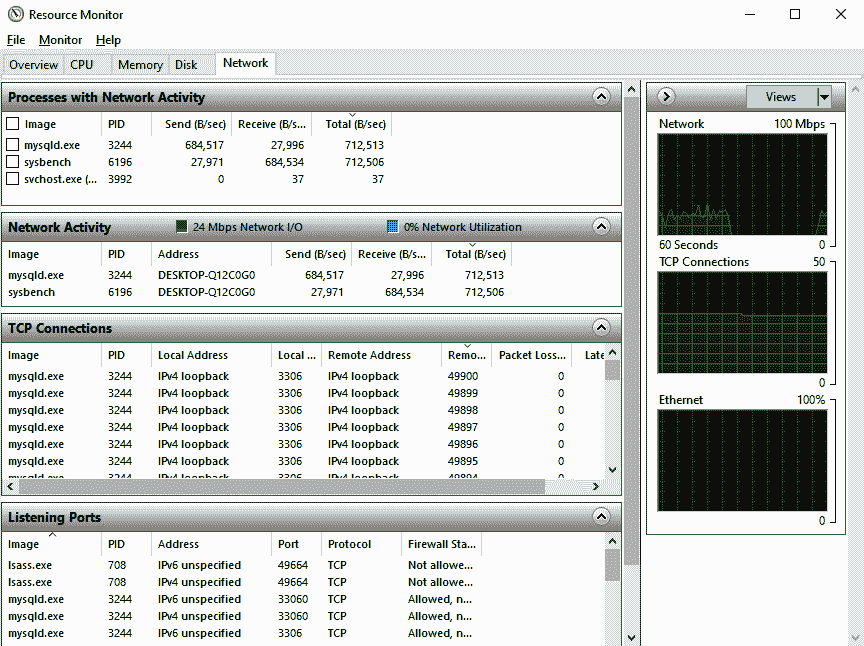 Resource Monitor
File Monitor Help
Overview CPU Memory Disk Network
Processes with Network Activity
Image PID Send (B/sec) Receive (B/s... Total (B/sec)
mysqld.exe 3244 684,517 27,996 712,513
sysbench 6196 27,971 684,534 712,506
svchost.exe (... 3992 0 37 37
Network Activity 24 Mbps Network I/O 0% Network Utilization
Image PID Address Send (B/sec) Receive (B/s... Total (B/sec)
mysqld.exe 3244 DESKTOP-Q12C0G0 684,517 27,996 712,513
sysbench 6196 DESKTOP-Q12C0G0 27,971 684,534 712,506
TCP Connections
Image PID Local Address Local ... Remote Address Remo... Packet Loss... Late
mysqld.exe 3244 IPv4 loopback 3306 IPv4 loopback 49900 0
mysqld.exe 3244 IPv4 loopback 3306 IPv4 loopback 49899 0
mysqld.exe 3244 IPv4 loopback 3306 IPv4 loopback 49898 0
mysqld.exe 3244 IPv4 loopback 3306 IPv4 loopback 49897 0
mysqld.exe 3244 IPv4 loopback 3306 IPv4 loopback 49896 0
mysqld.exe 3244 IPv4 loopback 3306 IPv4 loopback 49895 0
mysqld.exe 3244 IPv4 loopback 3306 IPv4 loopback 49894 0
Listening Ports
Image PID Address Port Protocol Firewall Sta...
lsass.exe 708 IPv6 unspecified 49664 TCP Not allowe...
lsass.exe 708 IPv4 unspecified 49664 TCP Not allowe...
mysqld.exe 3244 IPv6 unspecified 33060 TCP Allowed, n...
mysqld.exe 3244 IPv4 unspecified 33060 TCP Allowed, n...
mysqld.exe 3244 IPv6 unspecified 3306 TCP Allowed, n...
Views
Network 100 Mbps
60 Seconds 0
TCP Connections 50
0
Ethernet 100%
0